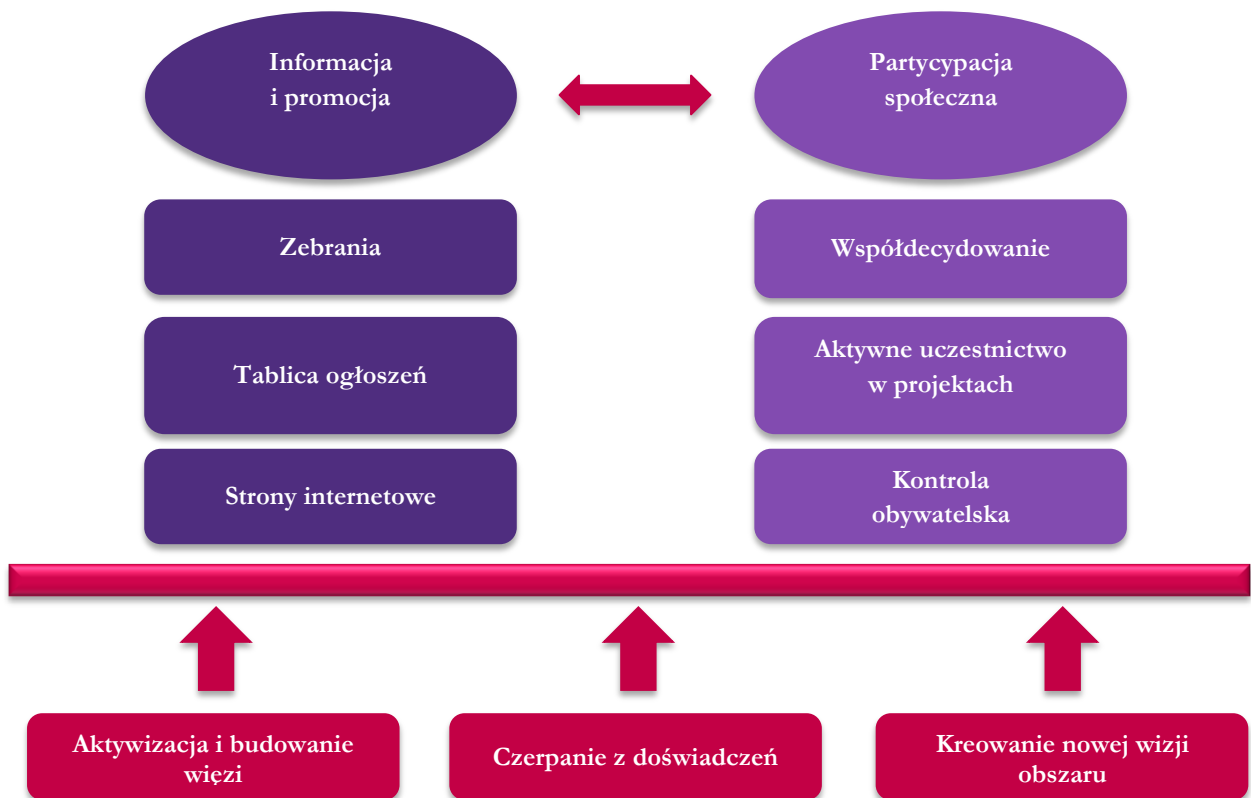 Informacja
i promocja
Partycypacja
społeczna
Zebrania
Współdecydowanie
Tablica ogłoszeń
Aktywne uczestnictwo
w projektach
Strony internetowe
Kontrola
obywatelska
Aktywizacja i budowanie
więzi
Czerpanie z doświadczeń
Kreowanie nowej wizji
obszaru